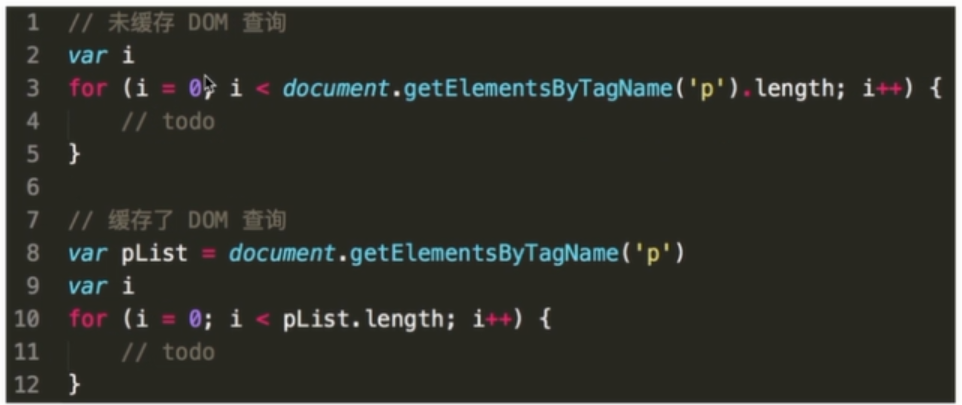 1 // 未缓存 DOM 查询
2 var i
3 for (i = 0; i < document.getElementsByTagName('p').length; i++) {
4     // todo
5 }
6
7 // 缓存了 DOM 查询
8 var pList = document.getElementsByTagName('p')
9 var i
10 for (i = 0; i < pList.length; i++) {
11     // todo
12 }